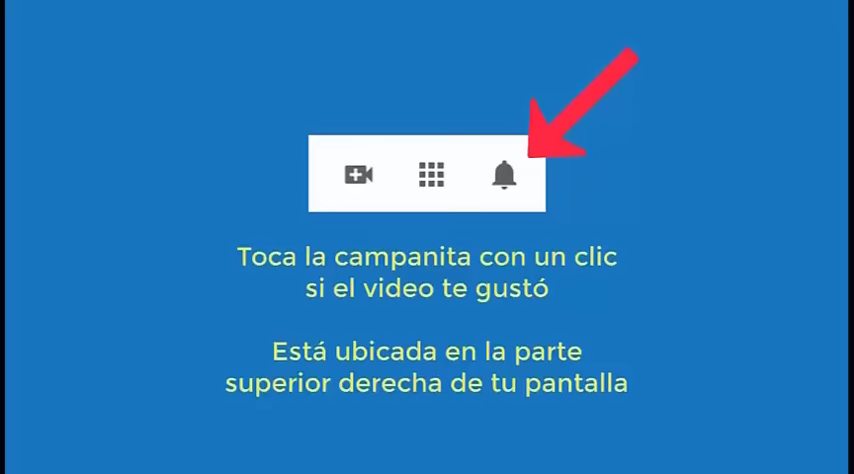 Toca la campanita con un clic
si el video te gustó
Está ubicada en la parte
superior derecha de tu pantalla